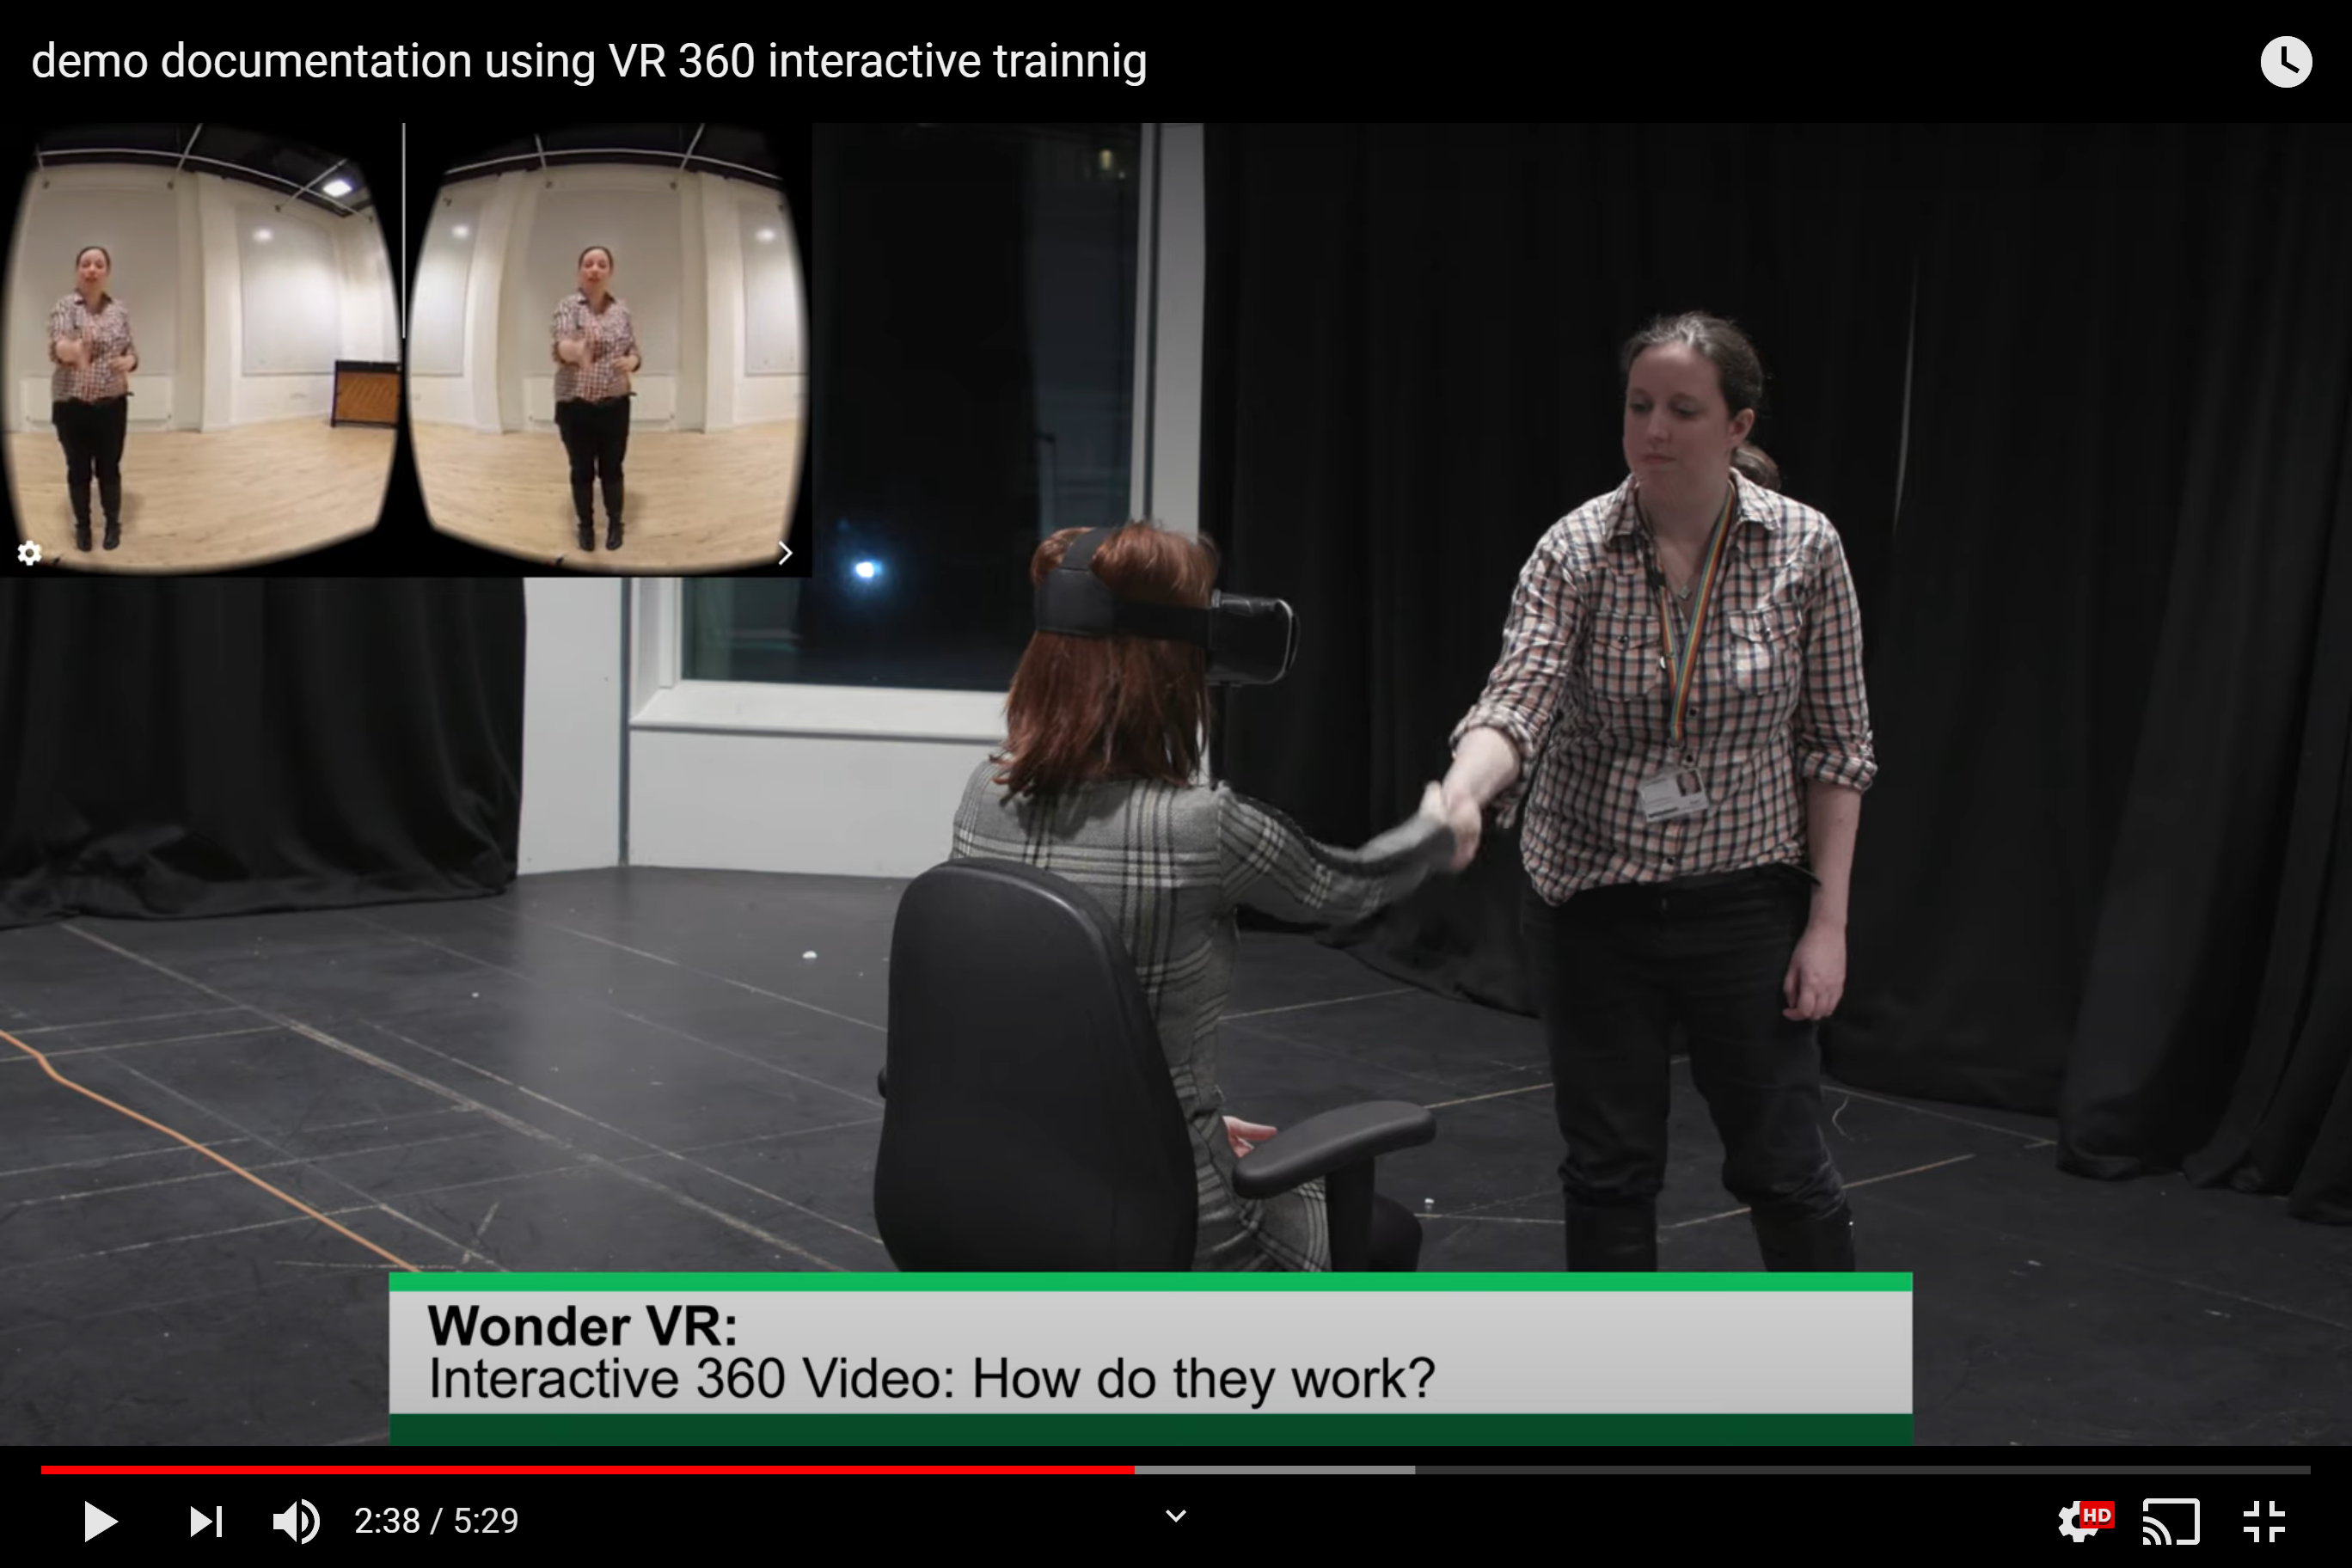 demo documentation using VR 360 interactive trainnig
Wonder VR:
Interactive 360 Video: How do they work?
2:38 / 5:29
HD